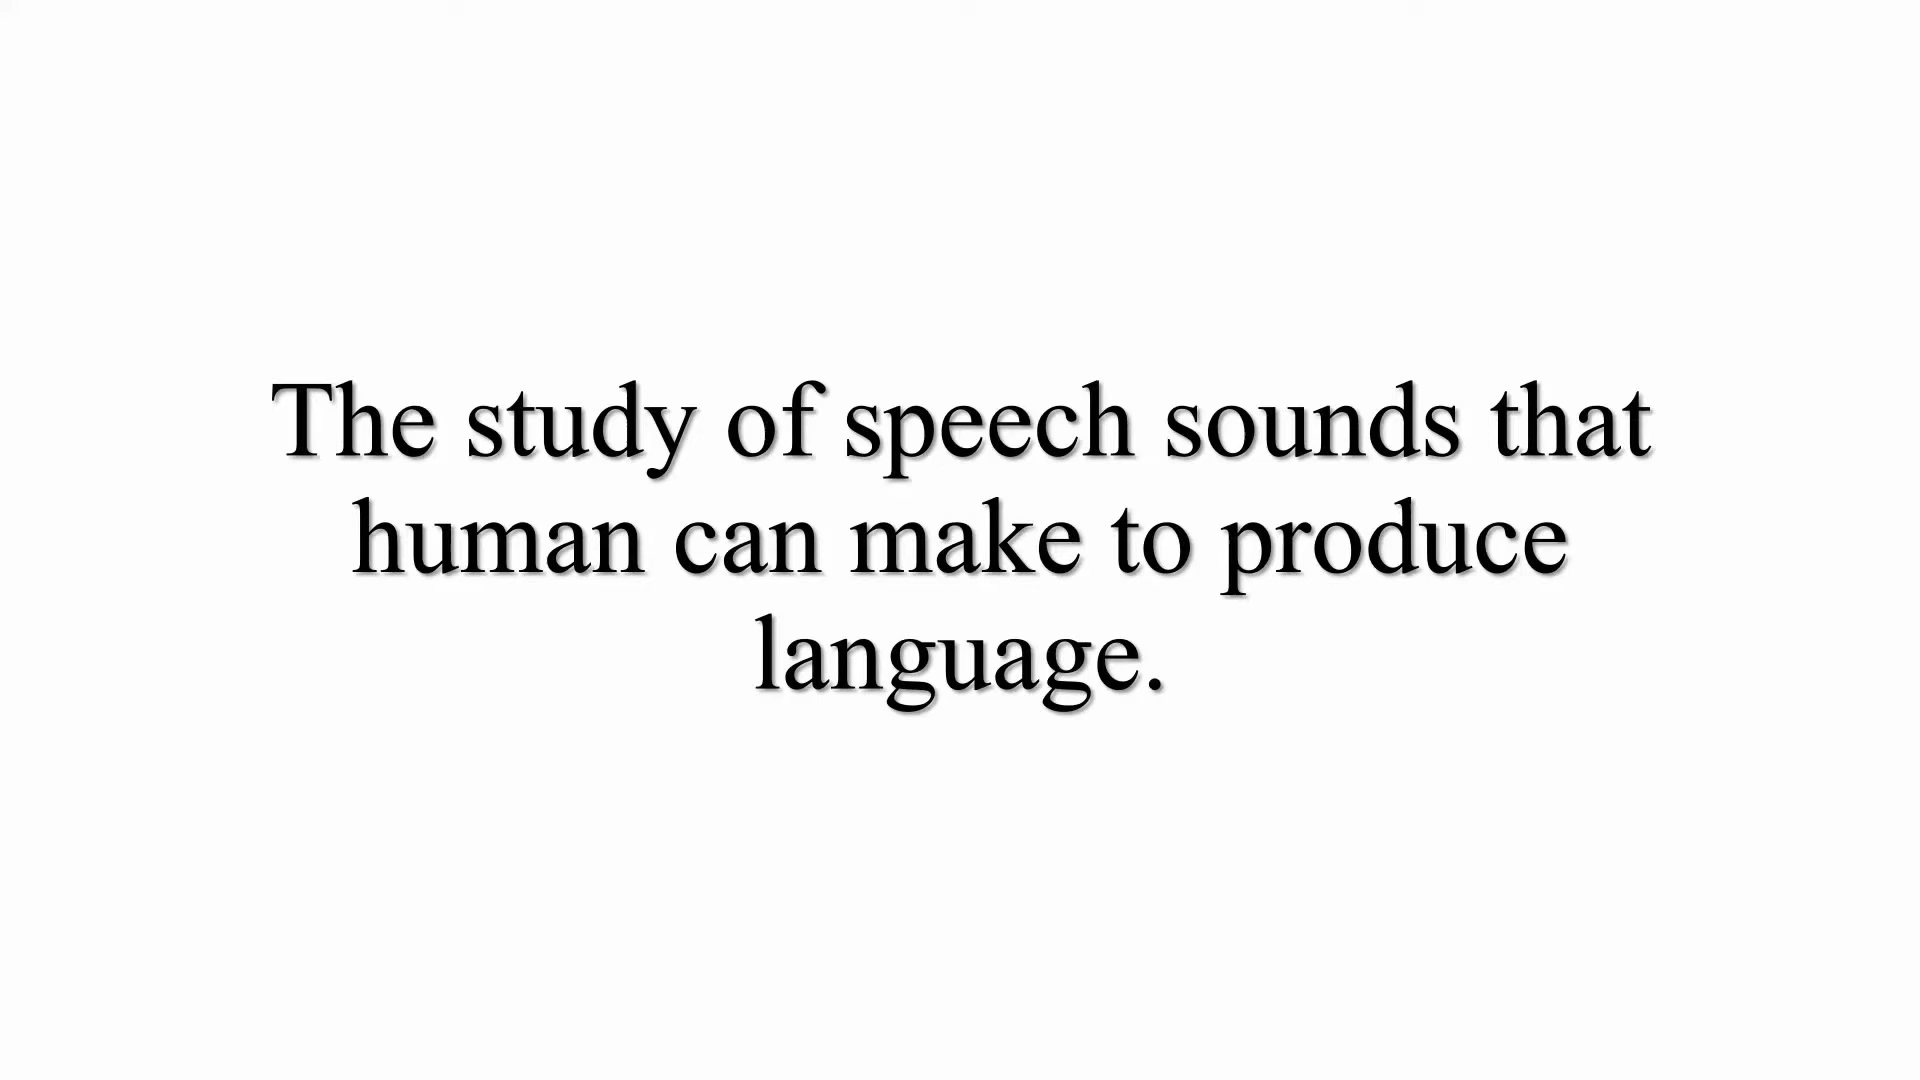 The study of speech sounds that
human can make to produce
language.